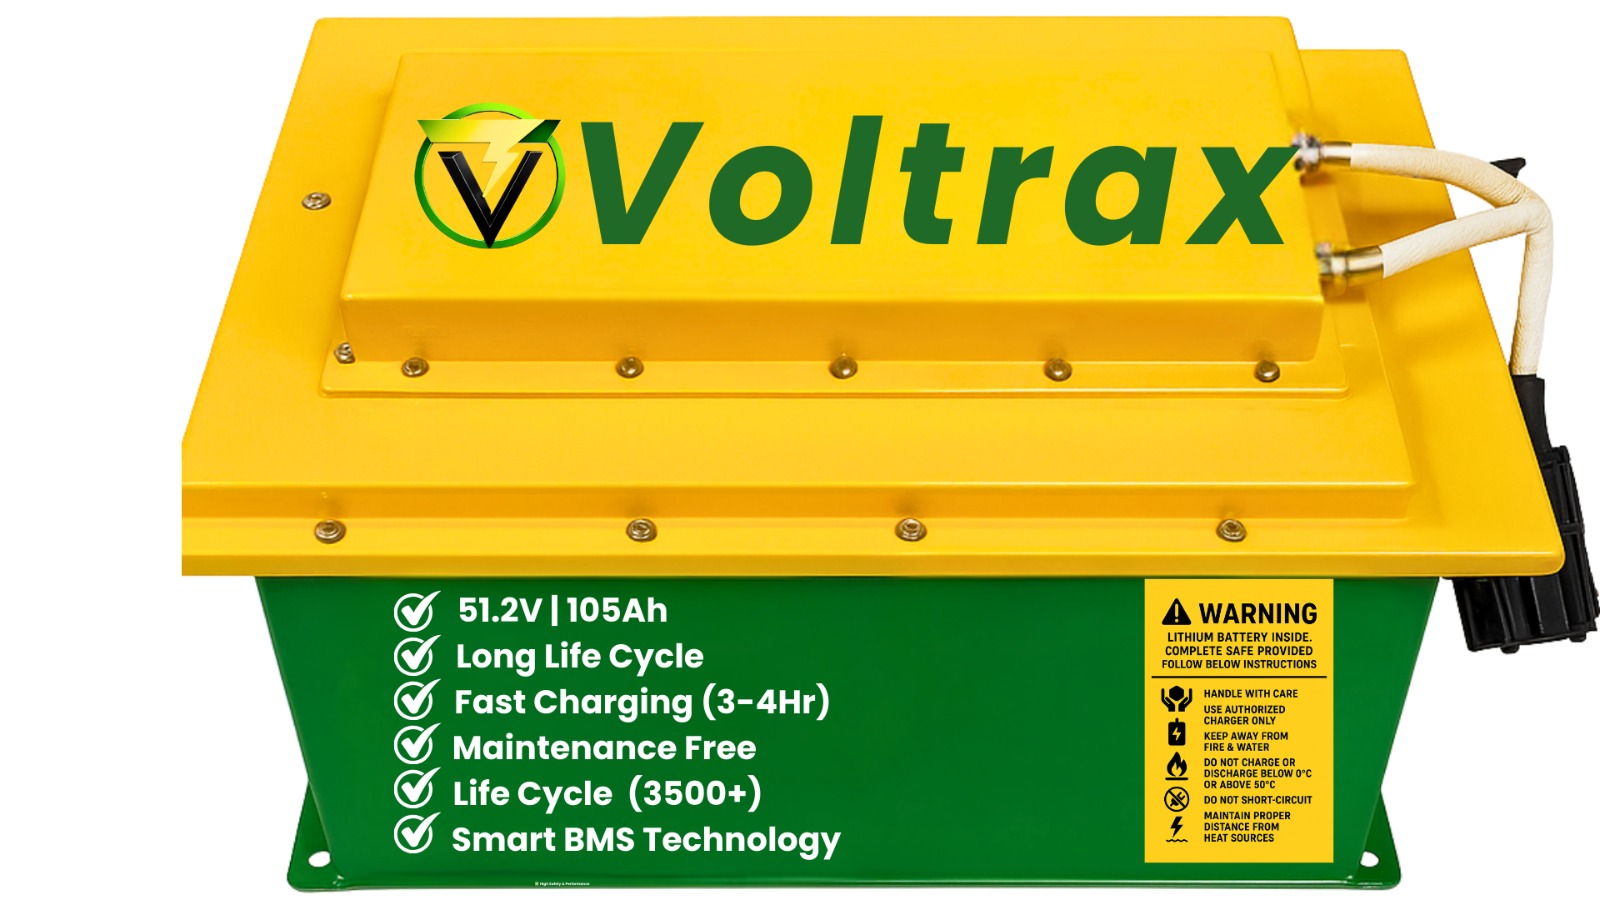 Voltrax
51.2V | 105Ah
Long Life Cycle
Fast Charging (3-4Hr)
Maintenance Free
Life Cycle (3500+)
Smart BMS Technology
High Safety & Performance
WARNING
LITHIUM BATTERY INSIDE.
COMPLETE SAFE PROVIDED
FOLLOW BELOW INSTRUCTIONS
HANDLE WITH CARE
USE AUTHORIZED
CHARGER ONLY
KEEP AWAY FROM
FIRE & WATER
DO NOT CHARGE OR
DISCHARGE BELOW 0°C
OR ABOVE 50°C
DO NOT SHORT-CIRCUIT
MAINTAIN PROPER
DISTANCE FROM
HEAT SOURCES